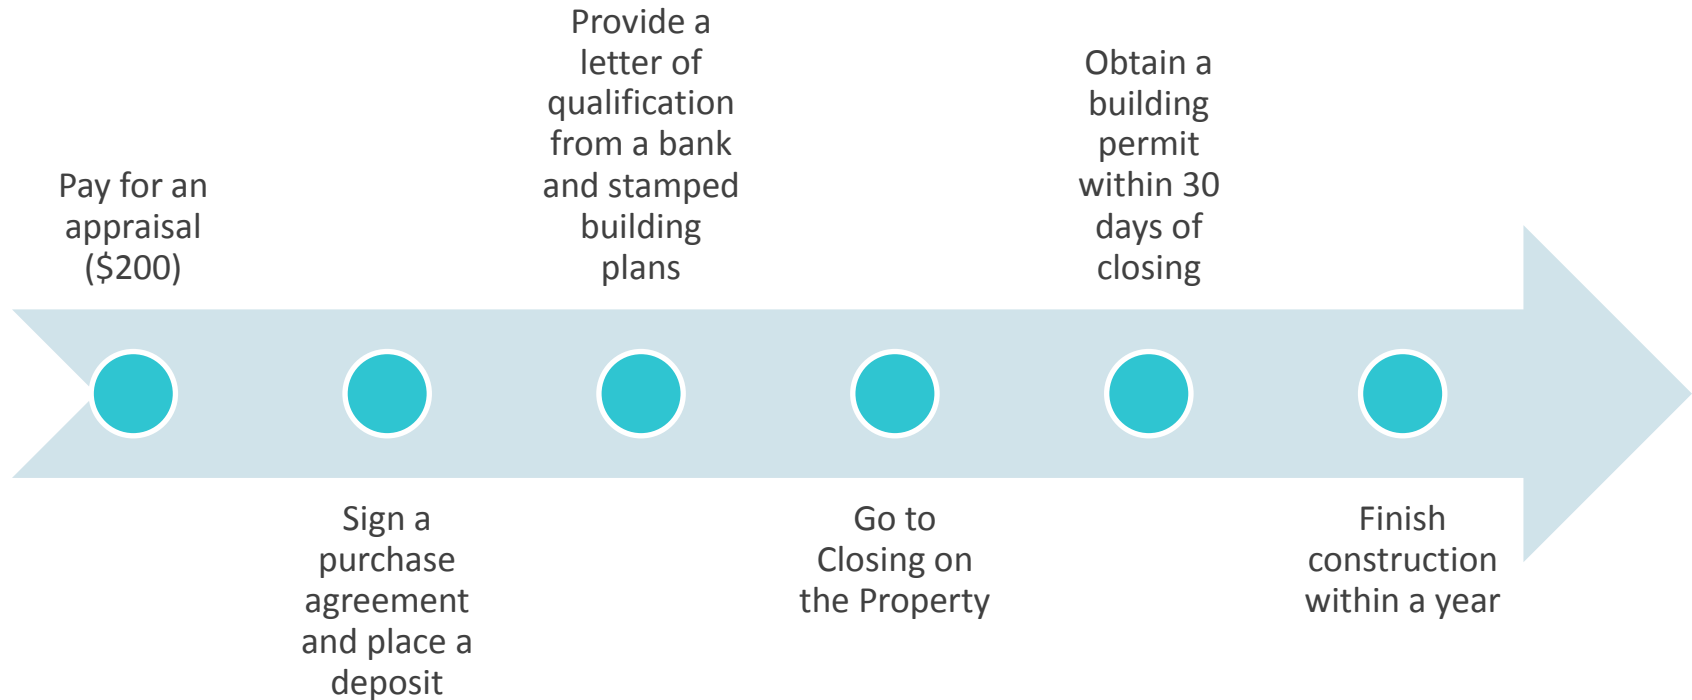 Pay for an
appraisal
($200)
Sign a
purchase
agreement
and place a
deposit
Provide a
letter of
qualification
from a bank
and stamped
building
plans
Go to
Closing on
the Property
Obtain a
building
permit
within 30
days of
closing
Finish
construction
within a year